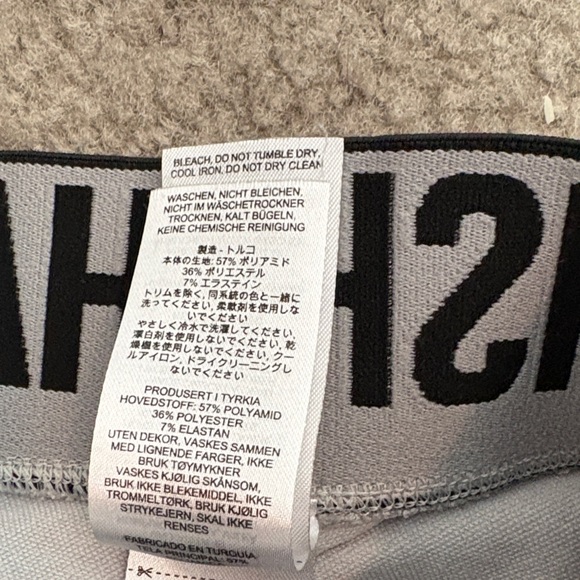 BLEACH, DO NOT TUMBLE DRY,
COOL IRON. DO NOT DRY CLEAN
WASCHEN, NICHT BLEICHEN,
NICHT IM WÄSCHETROCKNER
TROCKNEN, KALT BÜGELN,
KEINE CHEMISCHE REINIGUNG
製造 - トルコ
本体の生地: 57% ポリアミド
36% ポリエステル
7% エラステイン
トリムを除く, 同系統の色と一緒に
洗ってください, 柔軟剤を使用しな
いでください
やさしく冷水で洗濯してください,
漂白剤を使用しないでください, 乾
燥機を使用しないでください, クー
ルアイロン, ドライクリーニングし
ないでください
PRODUSERT I TYRKIA
HOVEDSTOFF: 57% POLYAMID
36% POLYESTER
7% ELASTAN
UTEN DEKOR, VASKES SAMMEN
MED LIGNENDE FARGER, IKKE
BRUK TØYMYKNER
VASKES KJØLIG SKÅNSOM,
BRUK IKKE BLEKEMIDDEL, IKKE
TROMMELTØRK, BRUK KJØLIG
STRYKEJERN, SKAL IKKE
RENSES
FABRICADO EN TURQUÍA
TELA PRINCIPAL: 57%